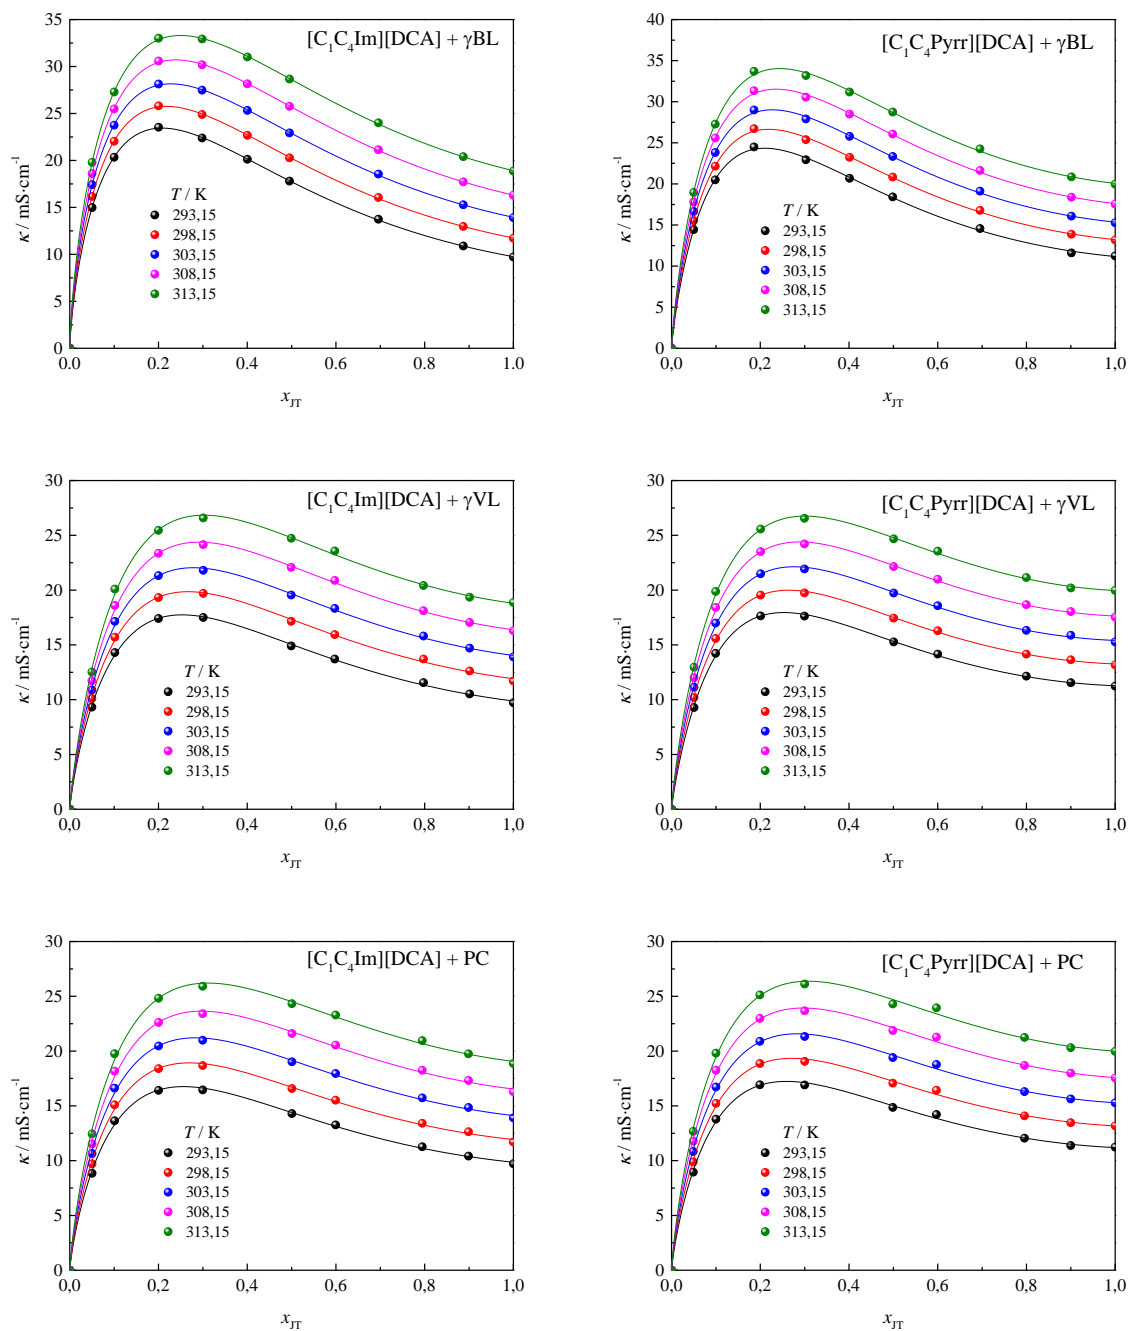 [C₁C₄Im][DCA] + γBL
κ / mS·cm⁻¹
35
30
25
20
15
10
5
0
T / K
293,15
298,15
303,15
308,15
313,15
0,0 0,2 0,4 0,6 0,8 1,0
x_JT
[C₁C₄Pyrr][DCA] + γBL
κ / mS·cm⁻¹
40
35
30
25
20
15
10
5
0
T / K
293,15
298,15
303,15
308,15
313,15
0,0 0,2 0,4 0,6 0,8 1,0
x_JT
[C₁C₄Im][DCA] + γVL
κ / mS·cm⁻¹
30
25
20
15
10
5
0
T / K
293,15
298,15
303,15
308,15
313,15
0,0 0,2 0,4 0,6 0,8 1,0
x_JT
[C₁C₄Pyrr][DCA] + γVL
κ / mS·cm⁻¹
30
25
20
15
10
5
0
T / K
293,15
298,15
303,15
308,15
313,15
0,0 0,2 0,4 0,6 0,8 1,0
x_JT
[C₁C₄Im][DCA] + PC
κ / mS·cm⁻¹
30
25
20
15
10
5
0
T / K
293,15
298,15
303,15
308,15
313,15
0,0 0,2 0,4 0,6 0,8 1,0
x_JT
[C₁C₄Pyrr][DCA] + PC
κ / mS·cm⁻¹
30
25
20
15
10
5
0
T / K
293,15
298,15
303,15
308,15
313,15
0,0 0,2 0,4 0,6 0,8 1,0
x_JT